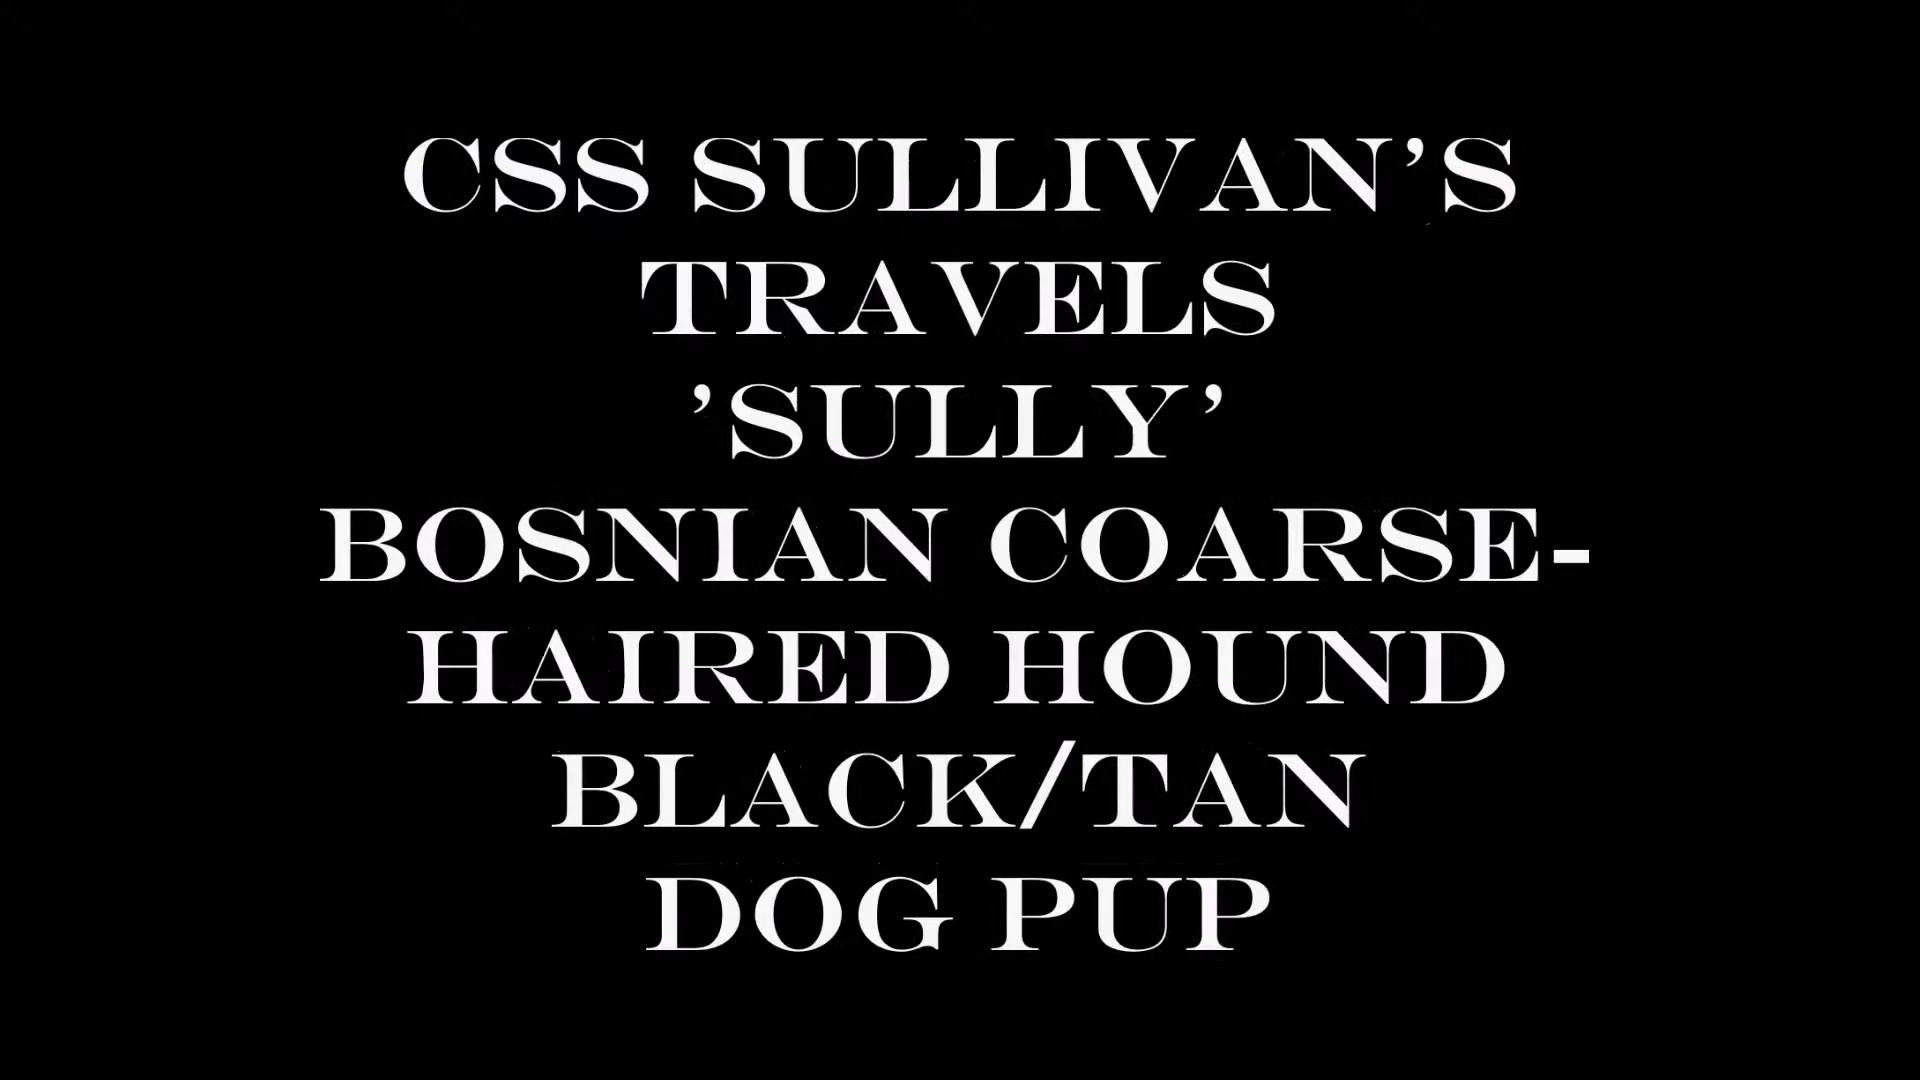 CSS SULLIVAN’S
TRAVELS
’SULLY’
BOSNIAN COARSE-
HAIRED HOUND
BLACK/TAN
DOG PUP